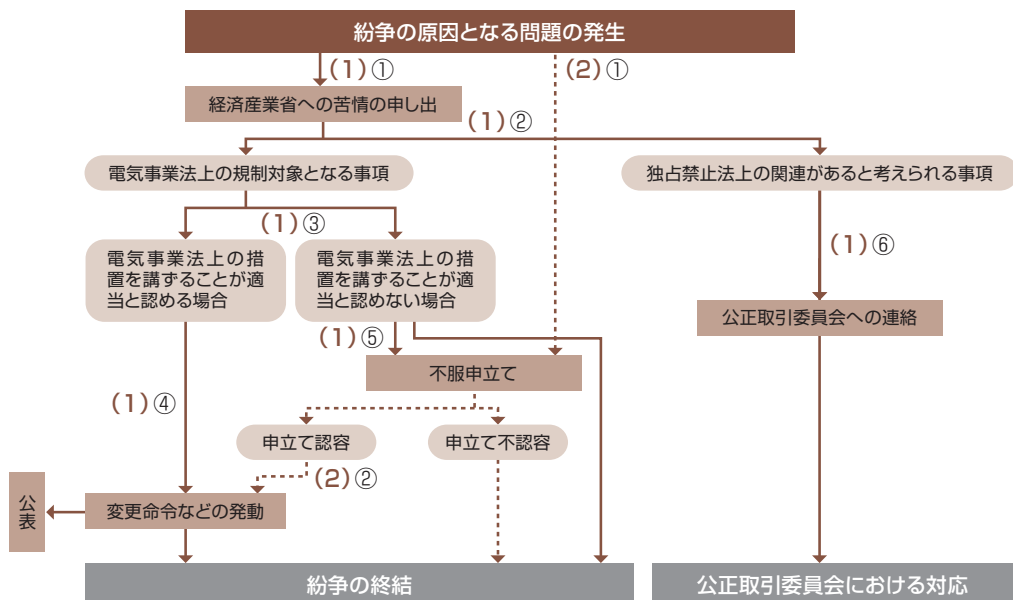 紛争の原因となる問題の発生
(1)①
(2)①
経済産業省への苦情の申し出
(1)②
電気事業法上の規制対象となる事項
独占禁止法上の関連があると考えられる事項
(1)③
(1)⑥
電気事業法上の措
置を講ずることが適
当と認める場合
電気事業法上の措
置を講ずることが適
当と認めない場合
公正取引委員会への連絡
(1)⑤
不服申立て
(1)④
申立て認容
申立て不認容
(2)②
公表
変更命令などの発動
紛争の終結
公正取引委員会における対応